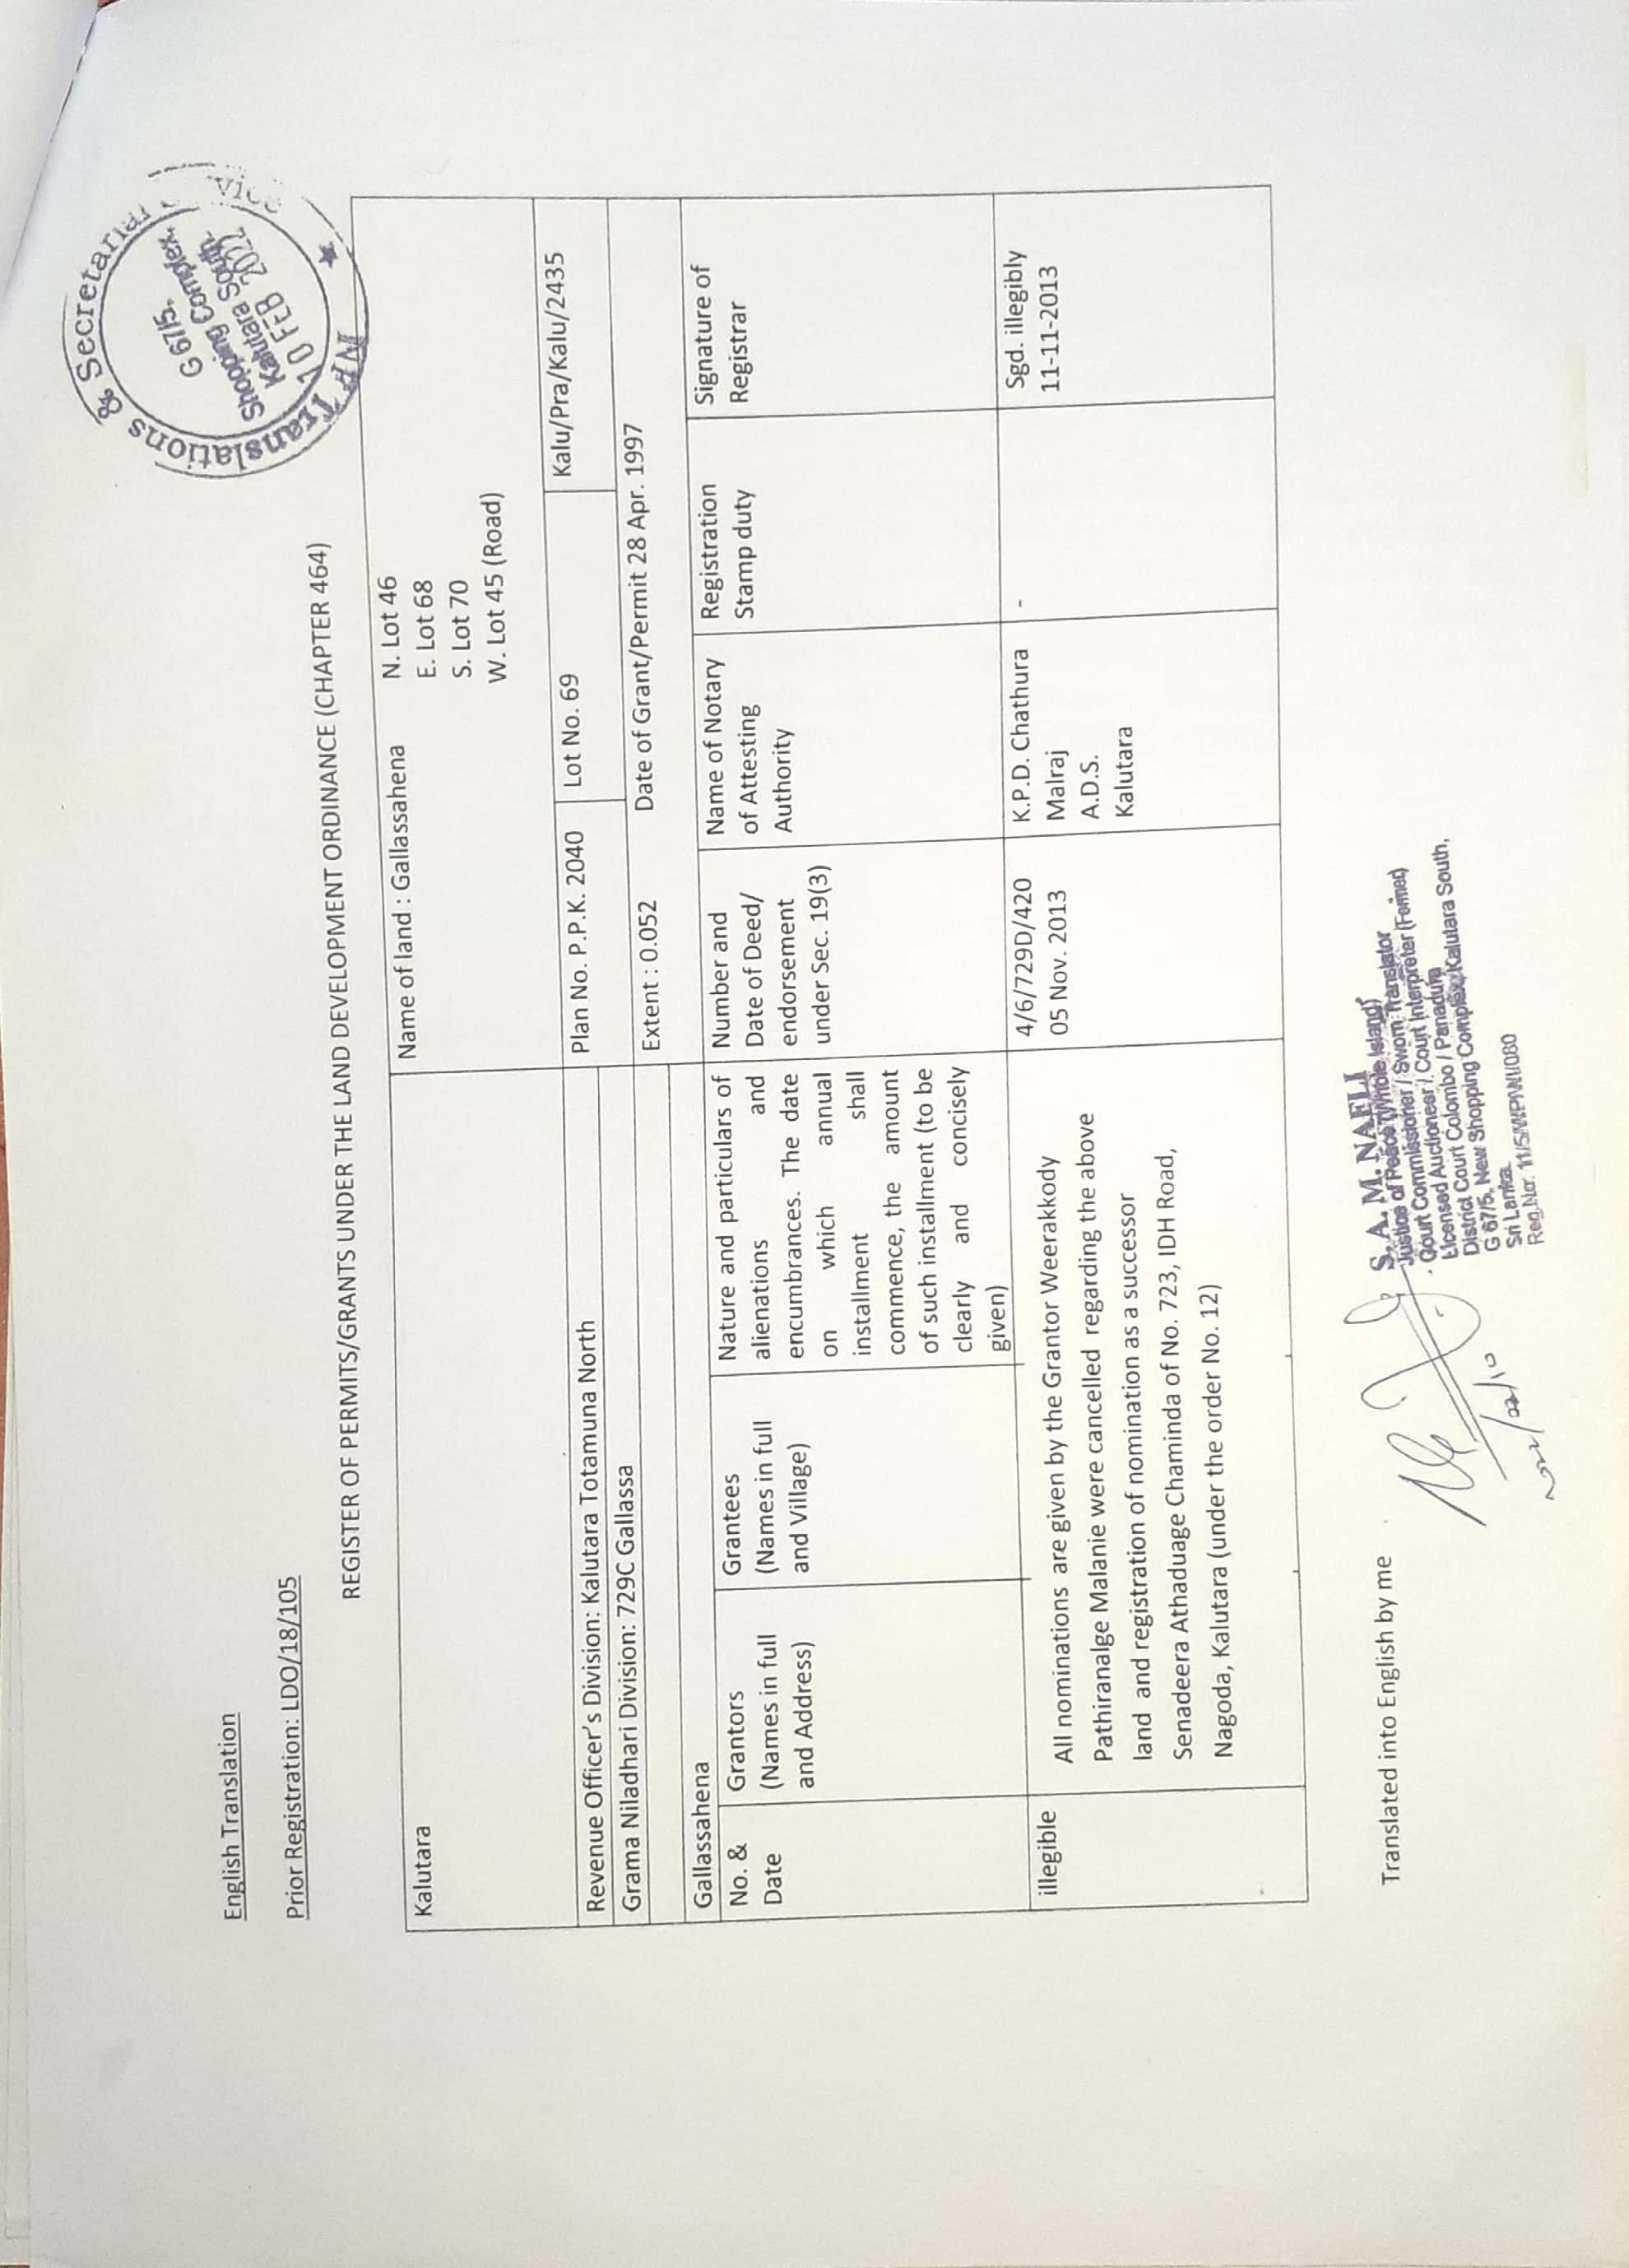 English Translation
Prior Registration: LDO/18/105
REGISTER OF PERMITS/GRANTS UNDER THE LAND DEVELOPMENT ORDINANCE (CHAPTER 464)
& Secretarial
vice
NP Translations
G 67/5,
Shopping Complex,
Kalutara South.
10 FEB 2022
Kalutara
Name of land : Gallassahena
N. Lot 46
E. Lot 68
S. Lot 70
W. Lot 45 (Road)
Revenue Officer's Division: Kalutara Totamuna North
Plan No. P.P.K. 2040
Lot No. 69
Kalu/Pra/Kalu/2435
Grama Niladhari Division: 729C Gallassa
Extent : 0.052
Date of Grant/Permit 28 Apr. 1997
Gallassahena
No. &
Date
Grantors
(Names in full
and Address)
Grantees
(Names in full
and Village)
Nature and particulars of
alienations and
encumbrances. The date
on which annual
installment shall
commence, the amount
of such installment (to be
clearly and concisely
given)
Number and
Date of Deed/
endorsement
under Sec. 19(3)
Name of Notary
of Attesting
Authority
Registration
Stamp duty
Signature of
Registrar
illegible
All nominations are given by the Grantor Weerakkody
Pathiranalge Malanie were cancelled regarding the above
land and registration of nomination as a successor
Senadeera Athaduage Chaminda of No. 723, IDH Road,
Nagoda, Kalutara (under the order No. 12)
4/6/729D/420
05 Nov. 2013
K.P.D. Chathura
Malraj
A.D.S.
Kalutara
-
Sgd. illegibly
11-11-2013
Translated into English by me
2022/02/10
S. A. M. NAFLI
Justice of Peace (Whole Island)
Court Commissioner / Sworn Translator
Licensed Auctioneer / Court Interpreter (Former)
District Court Colombo / Panadura
G 67/5, New Shopping Complex, Kalutara South,
Sri Lanka.
Reg.No: 11/5/WPWU080